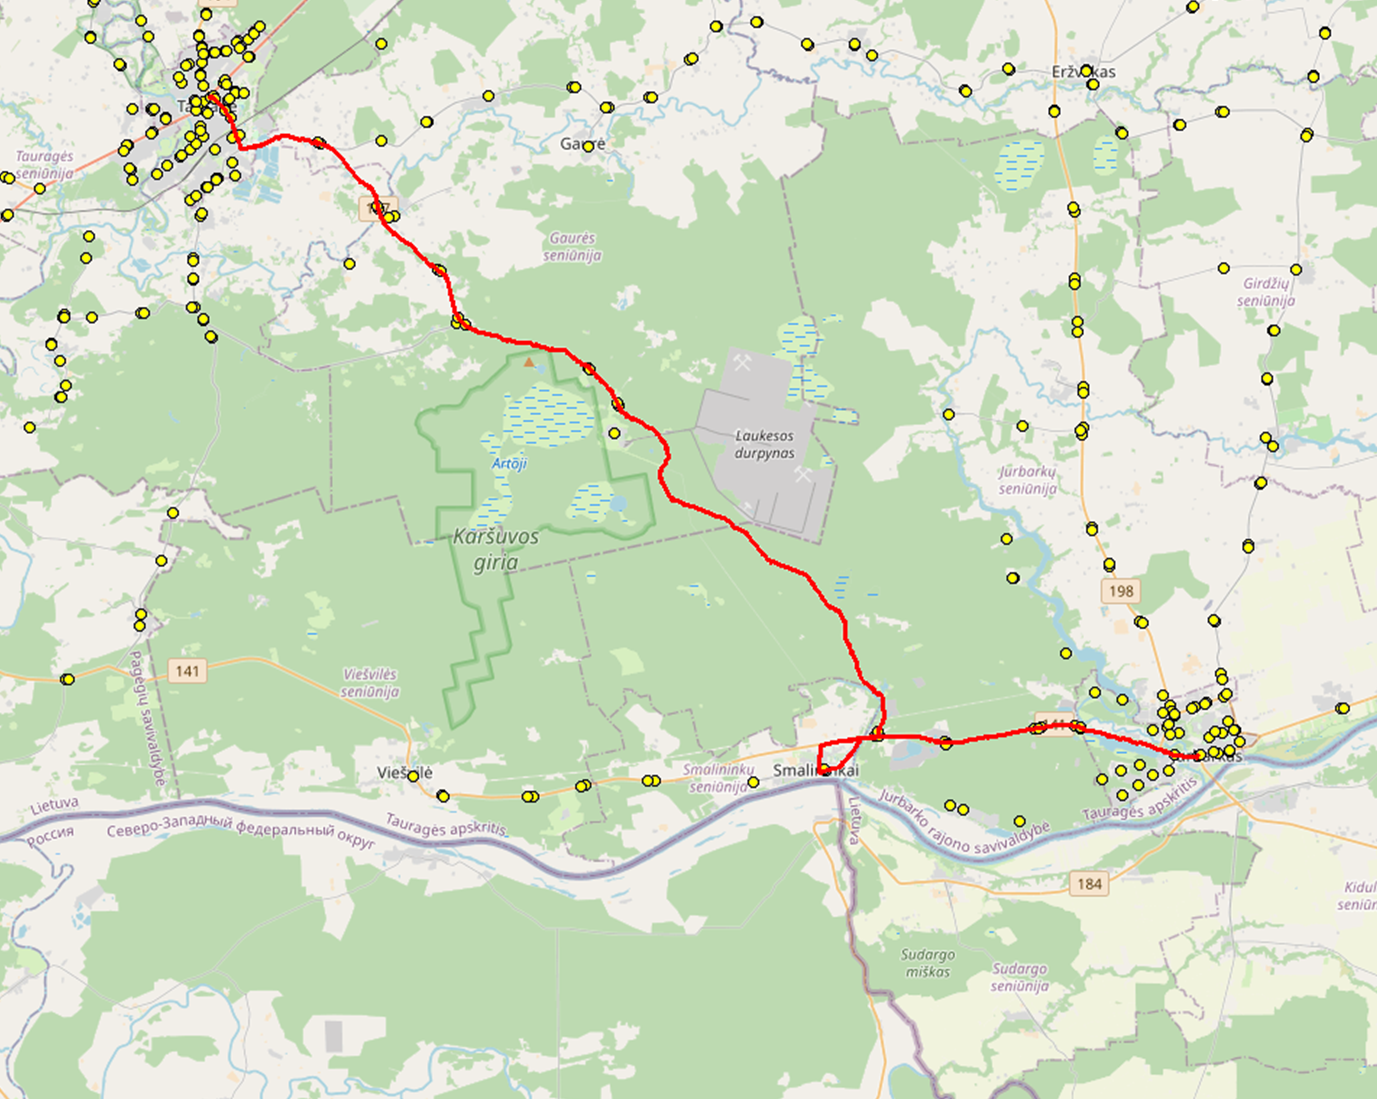 Eržvilkas
Gaurė
Tauragės
seniūnija
Gaurės
seniūnija
Girdžių
seniūnija
Laukesos
durpynas
Artoji
Jurbarkų
seniūnija
Karšuvos
giria
198
141
Viešvilės
seniūnija
Pagėgių savivaldybė
Viešvilė
Smalininkai
Smalininkų
seniūnija
Lietuva
Россия
Северо-Западный федеральный округ
Tauragės apskritis
Lietuva
Jurbarko rajono savivaldybė
Tauragės apskritis
184
Sudargo
miškas
Sudargo
seniūnija